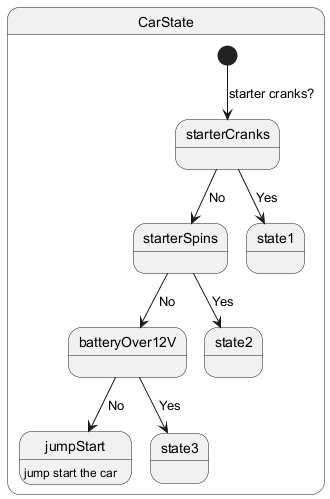 CarState
starter cranks?
starterCranks
No
Yes
starterSpins
state1
No
Yes
batteryOver12V
state2
No
Yes
jumpStart
state3
jump start the car